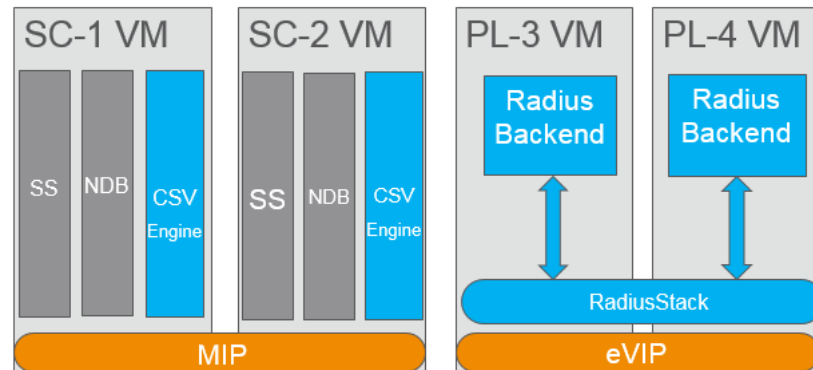 SC-1 VM
SS
NDB
CSV
Engine
SC-2 VM
SS
NDB
CSV
Engine
MIP
PL-3 VM
Radius
Backend
PL-4 VM
Radius
Backend
RadiusStack
eVIP